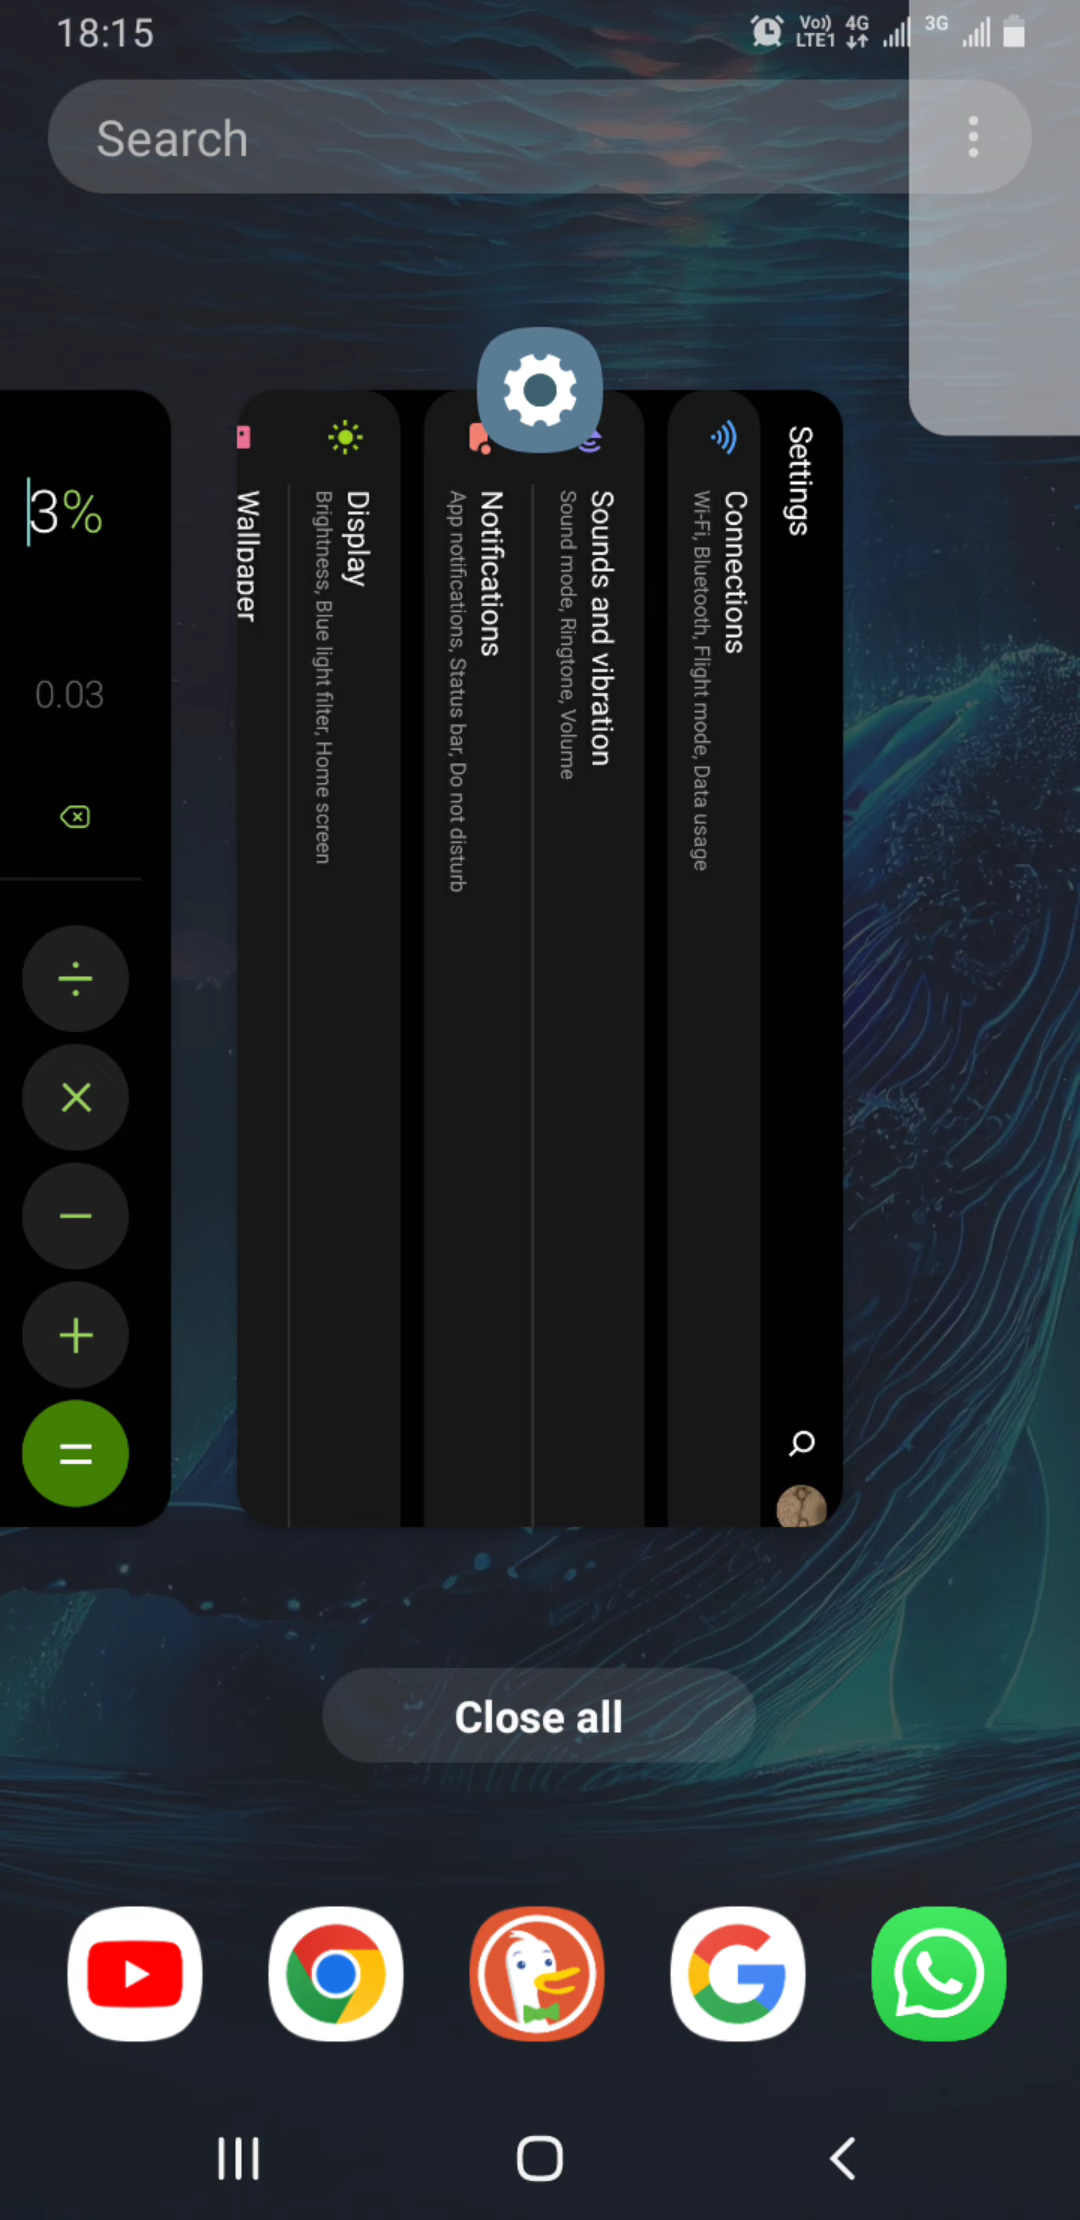 18:15
Vo)) LTE1 4G 3G
Search
3%
0.03
÷
×
−
+
=
Settings
Connections
Wi-Fi, Bluetooth, Flight mode, Data usage
Sounds and vibration
Sound mode, Ringtone, Volume
Notifications
App notifications, Status bar, Do not disturb
Display
Brightness, Blue light filter, Home screen
Wallpaper
Close all